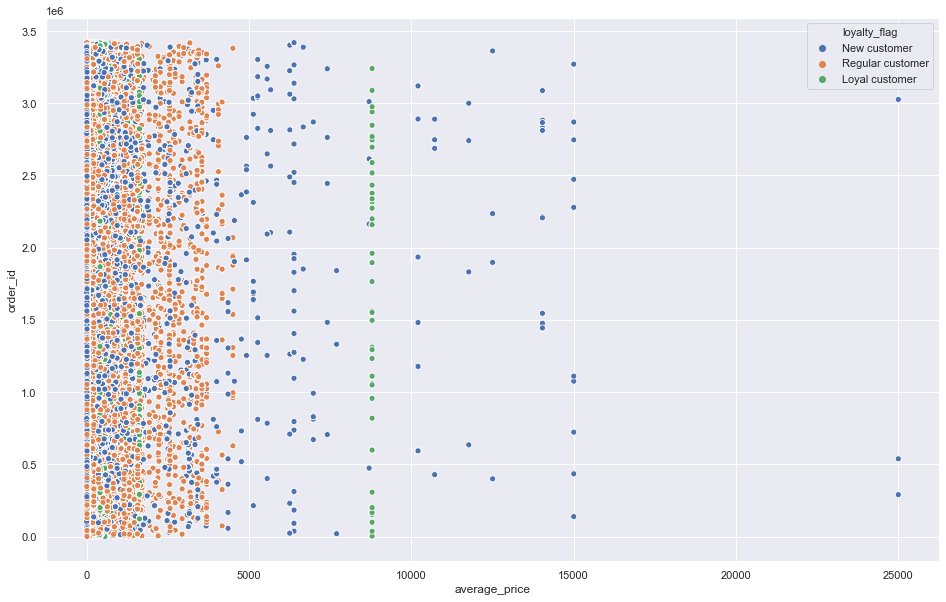 1e6
loyalty_flag
New customer
Regular customer
Loyal customer
3.5
3.0
2.5
2.0
1.5
1.0
0.5
0.0
order_id
0 5000 10000 15000 20000 25000
average_price